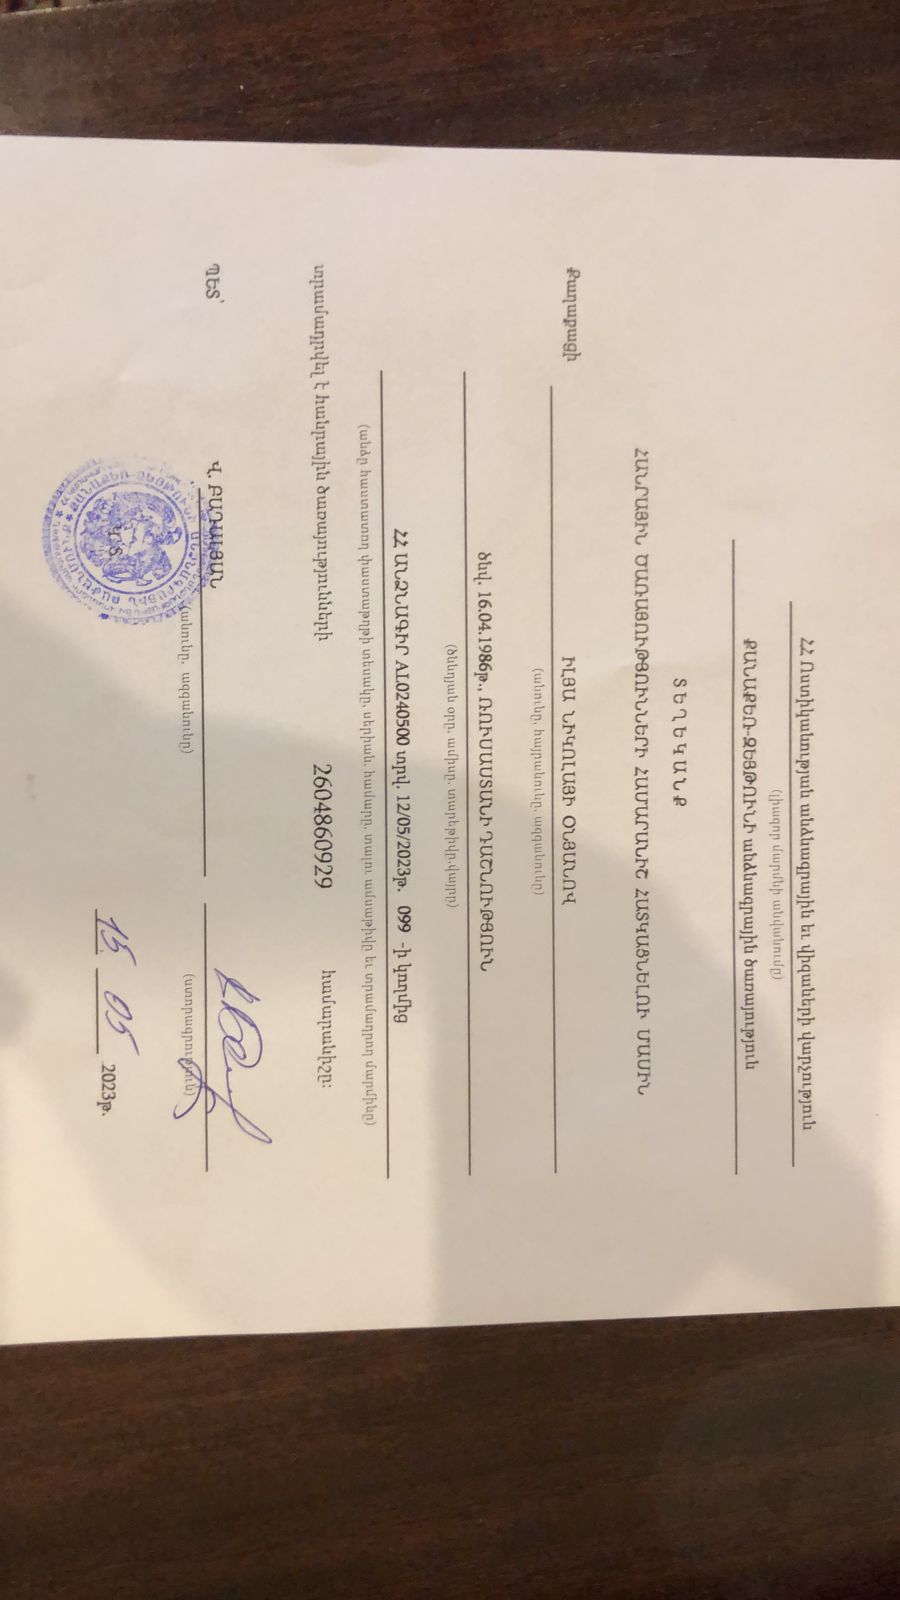 ՀՀ Ոստիկանության անձնագրային եւ վիզաների վարչություն
(լիազոր մարմնի անվանումը)
ՔԱՆԱՔԵՌ-ԶԵՅԹՈՒՆԻ անձնագրային ծառայություն
ՏԵՂԵԿԱՆՔ
ՀԱՆՐԱՅԻՆ ԾԱՌԱՅՈՒԹՅՈՒՆՆԵՐԻ ՀԱՄԱՐԱՆԻՇ ՀԱՏԿԱՑՆԵԼՈՒ ՄԱՍԻՆ
Քաղաքացի ԻԼՅԱ ՆԻԿՈԼԱՅԻ ՕՆՅԱՆՈՎ
(անունը, հայրանունը, ազգանունը)
ծնվ. 16.04.1986թ., ՌՈՒՍԱՍՏԱՆԻ ԴԱՇՆՈՒԹՅՈՒՆ
(ծննդյան օրը, ամիսը, տարեթիվը,վայրը)
ՀՀ ԱՆՁՆԱԳԻՐ AL0240500 տրվ. 12/05/2023թ. 099 -ի կողմից
(անձը հաստատող փաստաթղթի տեսակը, սերիան, համարը, տալու ամսաթիվը եւ տրամադրող մարմինը)
տրամադրվել է հանրային ծառայությունների 2604860929 համարանիշը:
ՊԵՏ՝ Վ. ԲԱԴԱԼՅԱՆ
(անունը, ազգանունը) (ստորագրություն)
Կ.Տ.
15 05 2023թ.